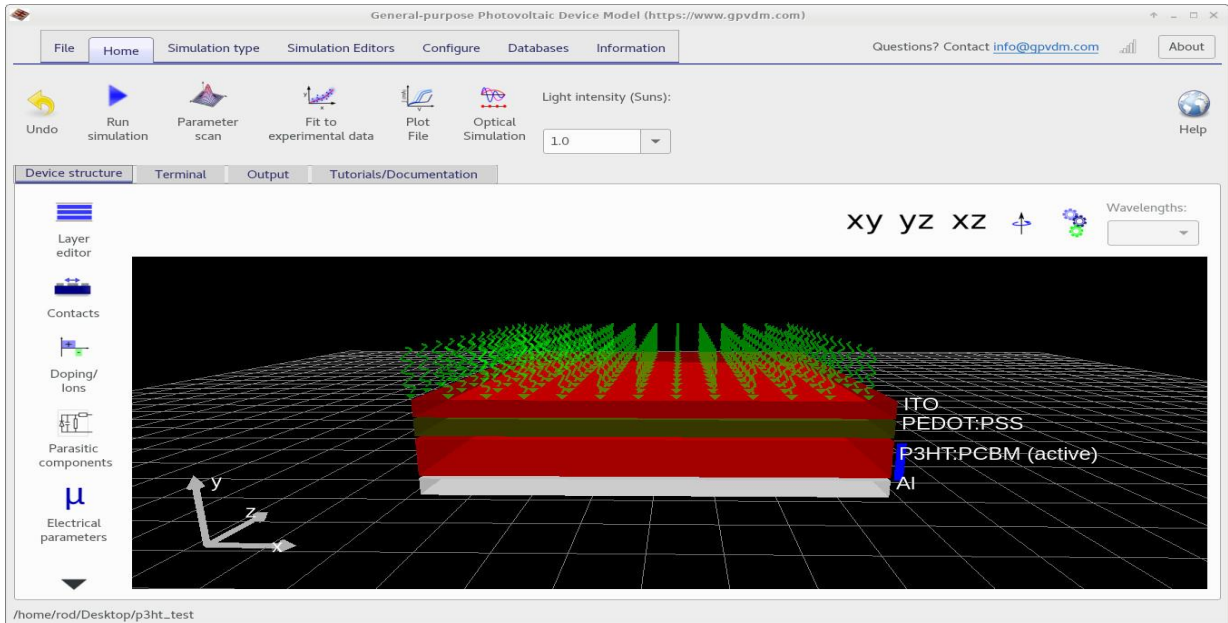 General-purpose Photovoltaic Device Model (https://www.gpvdm.com)
File Home Simulation type Simulation Editors Configure Databases Information
Questions? Contact info@gpvdm.com About
Undo
Run simulation
Parameter scan
Fit to experimental data
Plot File
Optical Simulation
Light intensity (Suns):
1.0
Help
Device structure Terminal Output Tutorials/Documentation
Layer
editor
Contacts
Doping/
Ions
Parasitic
components
μ
Electrical
parameters
xy yz xz
Wavelengths:
ITO
PEDOT:PSS
P3HT:PCBM (active)
Al
y
z
x
/home/rod/Desktop/p3ht_test